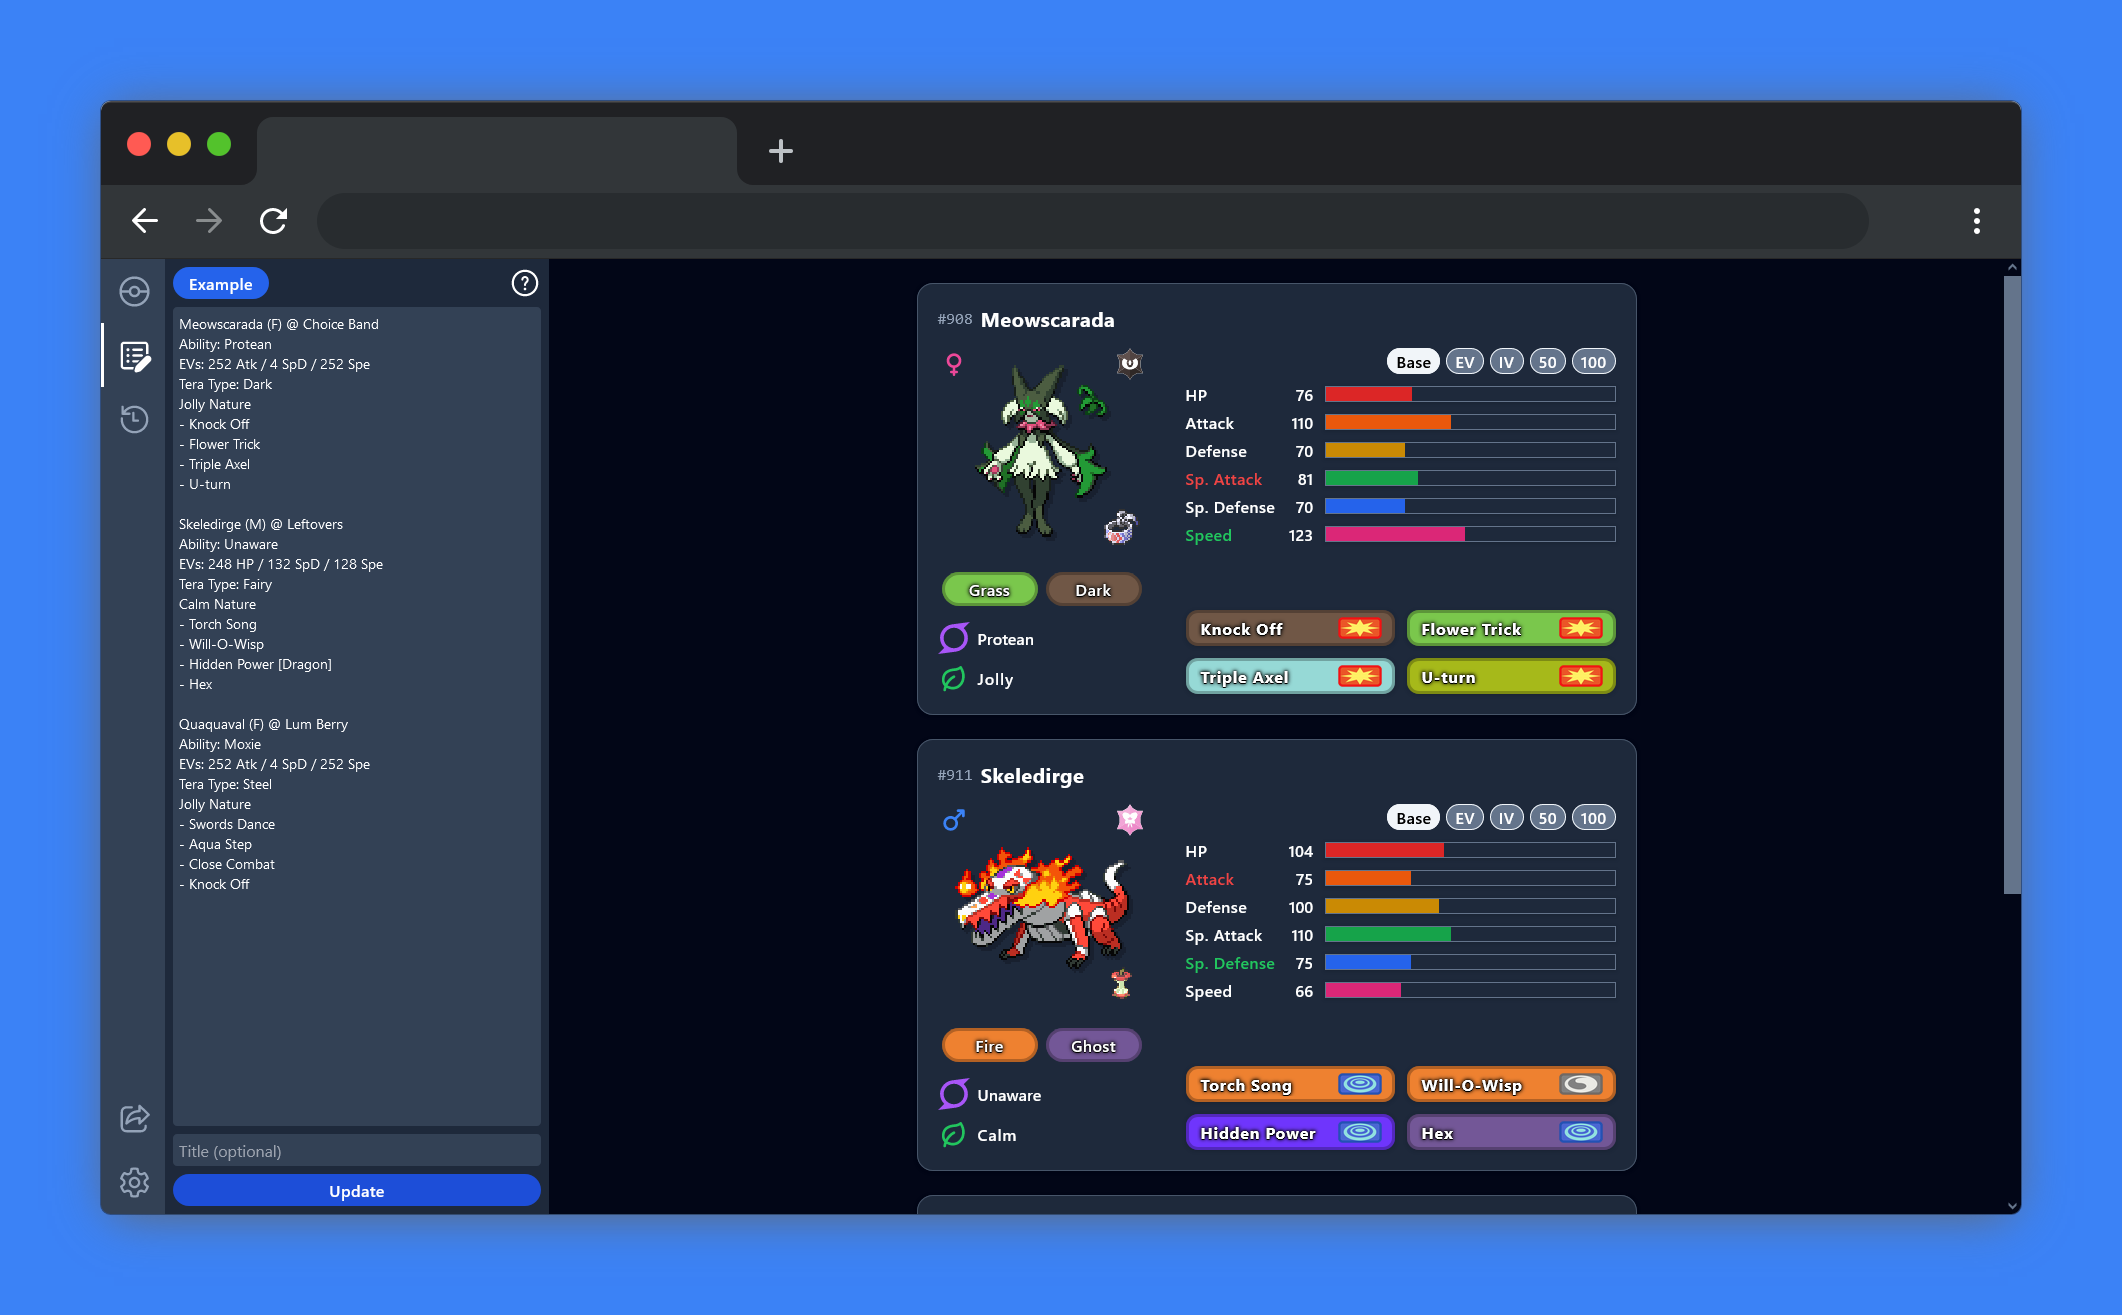 Example
Meowscarada (F) @ Choice Band
Ability: Protean
EVs: 252 Atk / 4 SpD / 252 Spe
Tera Type: Dark
Jolly Nature
- Knock Off
- Flower Trick
- Triple Axel
- U-turn
Skeledirge (M) @ Leftovers
Ability: Unaware
EVs: 248 HP / 132 SpD / 128 Spe
Tera Type: Fairy
Calm Nature
- Torch Song
- Will-O-Wisp
- Hidden Power [Dragon]
- Hex
Quaquaval (F) @ Lum Berry
Ability: Moxie
EVs: 252 Atk / 4 SpD / 252 Spe
Tera Type: Steel
Jolly Nature
- Swords Dance
- Aqua Step
- Close Combat
- Knock Off
Title (optional)
Update
#908 Meowscarada
Base EV IV 50 100
HP 76
Attack 110
Defense 70
Sp. Attack 81
Sp. Defense 70
Speed 123
Grass Dark
Protean
Jolly
Knock Off Flower Trick
Triple Axel U-turn
#911 Skeledirge
Base EV IV 50 100
HP 104
Attack 75
Defense 100
Sp. Attack 110
Sp. Defense 75
Speed 66
Fire Ghost
Unaware
Calm
Torch Song Will-O-Wisp
Hidden Power Hex